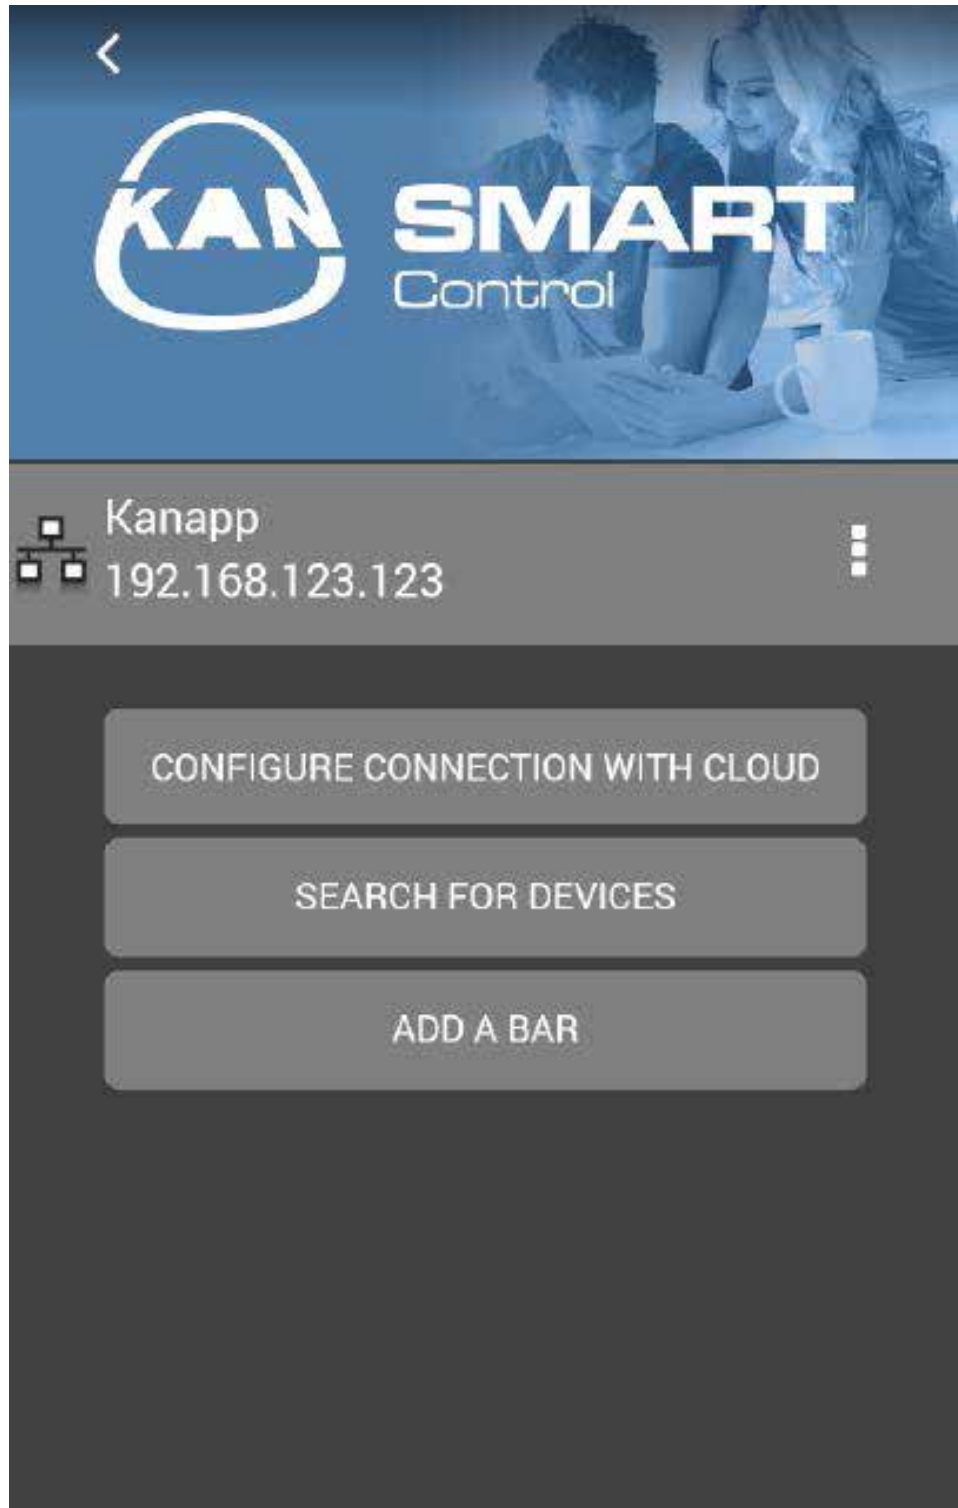 KAN SMART
Control
Kanapp
192.168.123.123
CONFIGURE CONNECTION WITH CLOUD
SEARCH FOR DEVICES
ADD A BAR